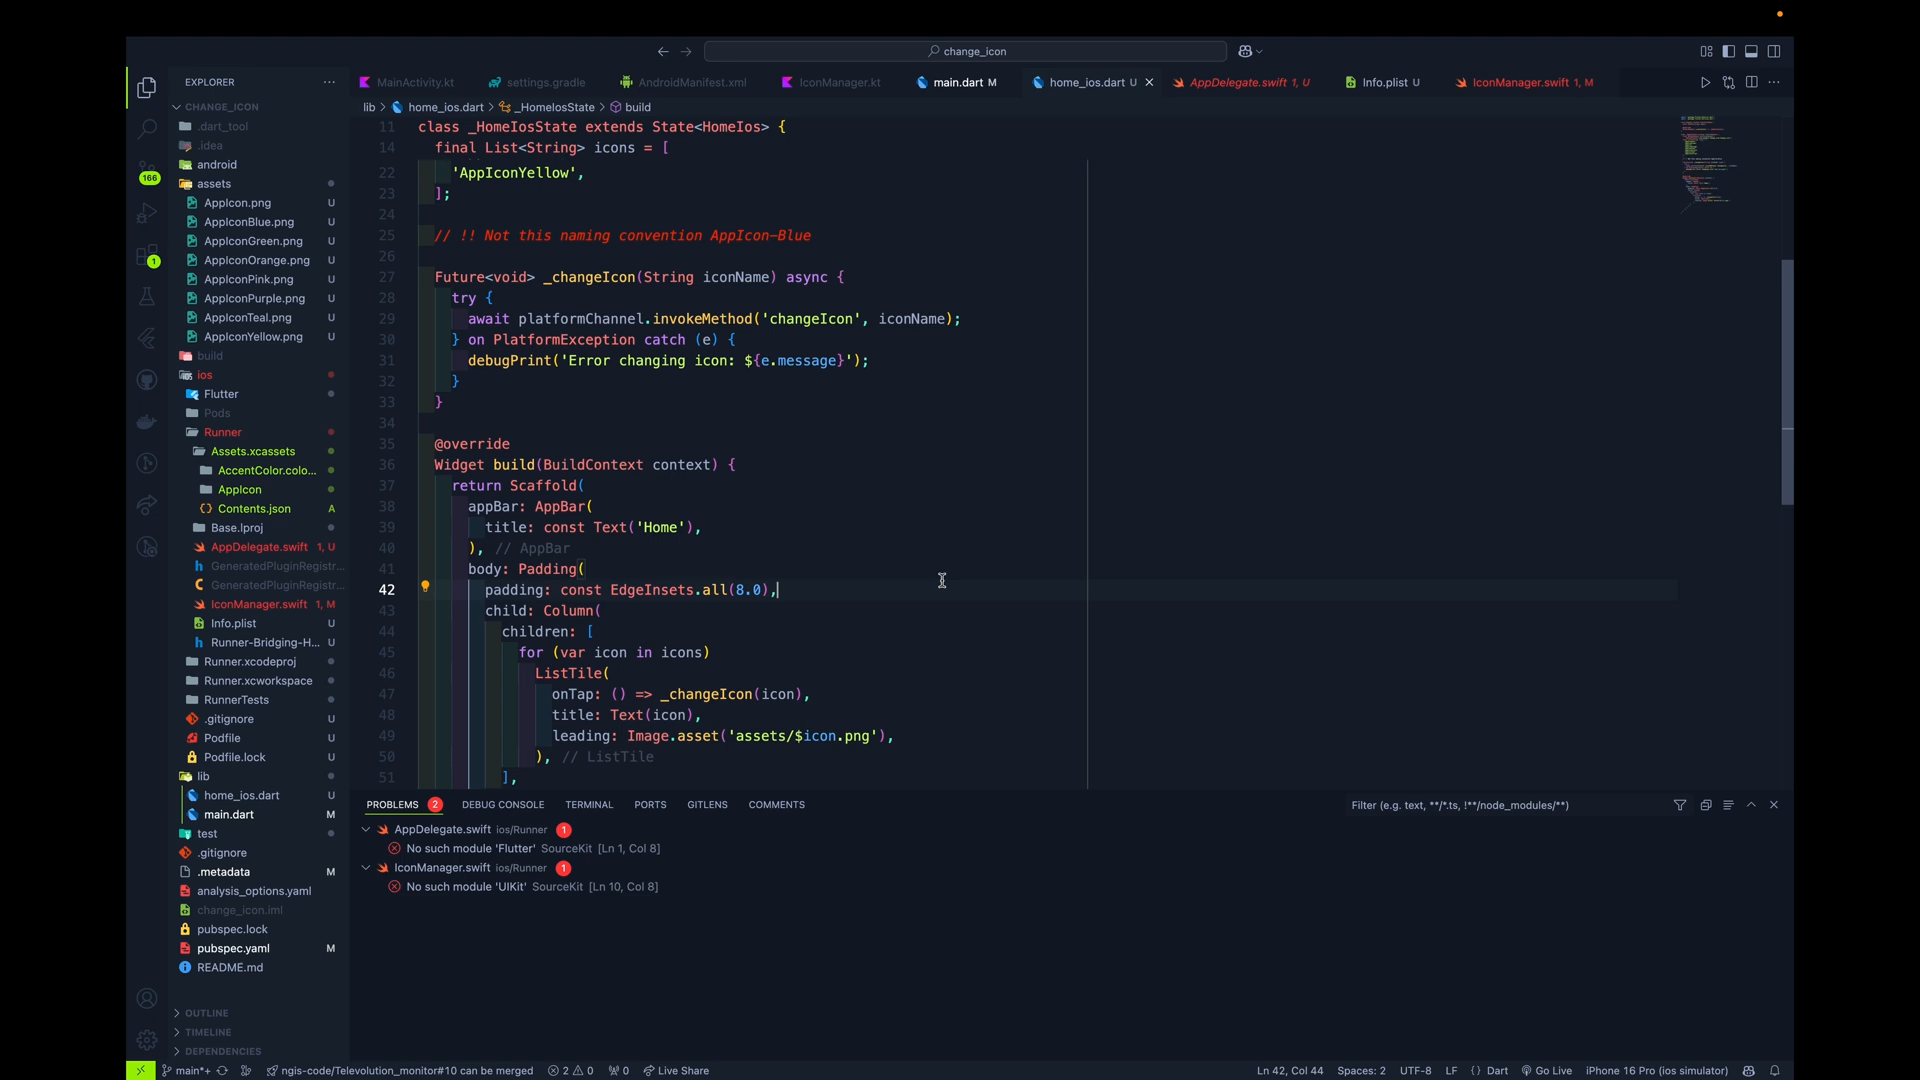 change_icon
EXPLORER
MainActivity.kt
settings.gradle
AndroidManifest.xml
IconManager.kt
main.dart M
home_ios.dart U
AppDelegate.swift 1, U
Info.plist U
IconManager.swift 1, M
CHANGE_ICON
lib > home_ios.dart > _HomeIosState > build
.dart_tool
.idea
android
assets
AppIcon.png U
AppIconBlue.png U
AppIconGreen.png U
AppIconOrange.png U
AppIconPink.png U
AppIconPurple.png U
AppIconTeal.png U
AppIconYellow.png U
build
ios
Flutter
Pods
Runner
Assets.xcassets
AccentColor.colo...
AppIcon
Contents.json A
Base.lproj
AppDelegate.swift 1, U
GeneratedPluginRegistr...
GeneratedPluginRegistr...
IconManager.swift 1, M
Info.plist U
Runner-Bridging-H... U
Runner.xcodeproj
Runner.xcworkspace
RunnerTests
.gitignore U
Podfile U
Podfile.lock U
lib
home_ios.dart U
main.dart M
test
.gitignore U
.metadata M
analysis_options.yaml U
change_icon.iml
pubspec.lock U
pubspec.yaml M
README.md U
OUTLINE
TIMELINE
DEPENDENCIES
166
1
11 class _HomeIosState extends State<HomeIos> {
14 final List<String> icons = [
22 'AppIconYellow',
23 ];
24
25 // !! Not this naming convention AppIcon-Blue
26
27 Future<void> _changeIcon(String iconName) async {
28 try {
29 await platformChannel.invokeMethod('changeIcon', iconName);
30 } on PlatformException catch (e) {
31 debugPrint('Error changing icon: ${e.message}');
32 }
33 }
34
35 @override
36 Widget build(BuildContext context) {
37 return Scaffold(
38 appBar: AppBar(
39 title: const Text('Home'),
40 ), // AppBar
41 body: Padding(
42 padding: const EdgeInsets.all(8.0),
43 child: Column(
44 children: [
45 for (var icon in icons)
46 ListTile(
47 onTap: () => _changeIcon(icon),
48 title: Text(icon),
49 leading: Image.asset('assets/$icon.png'),
50 ), // ListTile
51 ],
PROBLEMS 2
DEBUG CONSOLE
TERMINAL
PORTS
GITLENS
COMMENTS
Filter (e.g. text, **/*.ts, !**/node_modules/**)
AppDelegate.swift ios/Runner 1
No such module 'Flutter' SourceKit [Ln 1, Col 8]
IconManager.swift ios/Runner 1
No such module 'UIKit' SourceKit [Ln 10, Col 8]
main*+
ngis-code/Televolution_monitor#10 can be merged
2 0
0
Live Share
Ln 42, Col 44
Spaces: 2
UTF-8
LF
{} Dart
Go Live
iPhone 16 Pro (ios simulator)